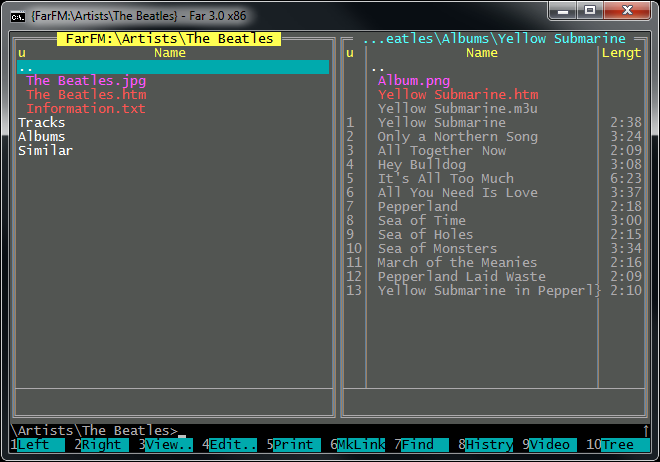 {FarFM:\Artists\The Beatles} - Far 3.0 x86
FarFM:\Artists\The Beatles
u Name
..
The Beatles.jpg
The Beatles.htm
Information.txt
Tracks
Albums
Similar
...eatles\Albums\Yellow Submarine
u Name Lengt
..
Album.png
Yellow Submarine.htm
Yellow Submarine.m3u
1 Yellow Submarine 2:38
2 Only a Northern Song 3:24
3 All Together Now 2:09
4 Hey Bulldog 3:08
5 It's All Too Much 6:23
6 All You Need Is Love 3:37
7 Pepperland 2:18
8 Sea of Time 3:00
9 Sea of Holes 2:15
10 Sea of Monsters 3:34
11 March of the Meanies 2:16
12 Pepperland Laid Waste 2:09
13 Yellow Submarine in Pepperl} 2:10
\Artists\The Beatles>_ ↑
1Left 2Right 3View.. 4Edit.. 5Print 6MkLink 7Find 8Histry 9Video 10Tree